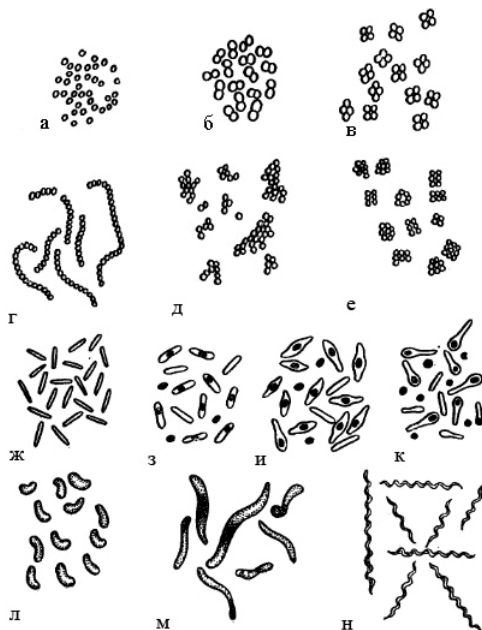 а б в
г д е
ж з и к
л м н